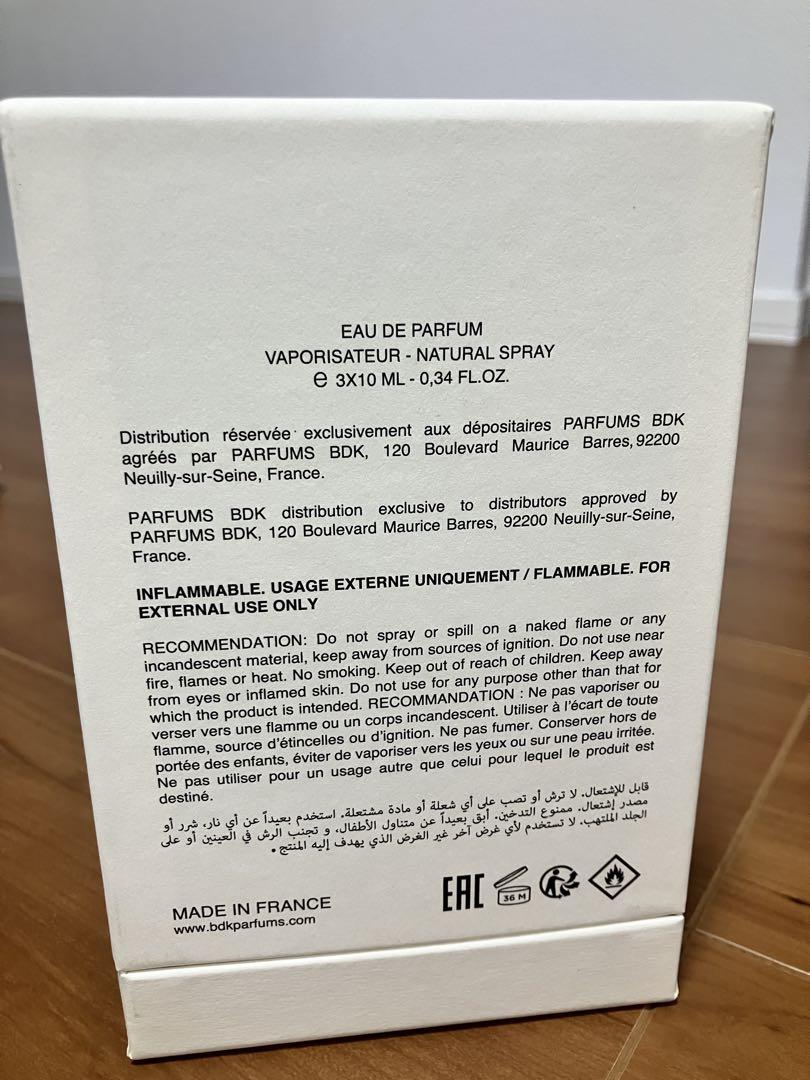 EAU DE PARFUM
VAPORISATEUR - NATURAL SPRAY
℮ 3X10 ML - 0,34 FL.OZ.
Distribution réservée exclusivement aux dépositaires PARFUMS BDK
agréés par PARFUMS BDK, 120 Boulevard Maurice Barres, 92200
Neuilly-sur-Seine, France.
PARFUMS BDK distribution exclusive to distributors approved by
PARFUMS BDK, 120 Boulevard Maurice Barres, 92200 Neuilly-sur-Seine,
France.
INFLAMMABLE. USAGE EXTERNE UNIQUEMENT / FLAMMABLE. FOR
EXTERNAL USE ONLY
RECOMMENDATION: Do not spray or spill on a naked flame or any
incandescent material, keep away from sources of ignition. Do not use near
fire, flames or heat. No smoking. Keep out of reach of children. Keep away
from eyes or inflamed skin. Do not use for any purpose other than that for
which the product is intended. RECOMMANDATION : Ne pas vaporiser ou
verser vers une flamme ou un corps incandescent. Utiliser à l'écart de toute
flamme, source d'étincelles ou d'ignition. Ne pas fumer. Conserver hors de
portée des enfants, éviter de vaporiser vers les yeux ou sur une peau irritée.
Ne pas utiliser pour un usage autre que celui pour lequel le produit est
destiné.
قابل للإشتعال. لا ترش أو تصب على أي شعلة أو مادة مشتعلة. استخدم بعيداً عن أي نار، شرر أو
مصدر إشتعال. ممنوع التدخين. أبق بعيداً عن متناول الأطفال، و تجنب الرش في العينين أو على
الجلد الملتهب. لا تستخدم لأي غرض آخر غير الغرض الذي يهدف إليه المنتج.
MADE IN FRANCE
www.bdkparfums.com
EAC
36 M